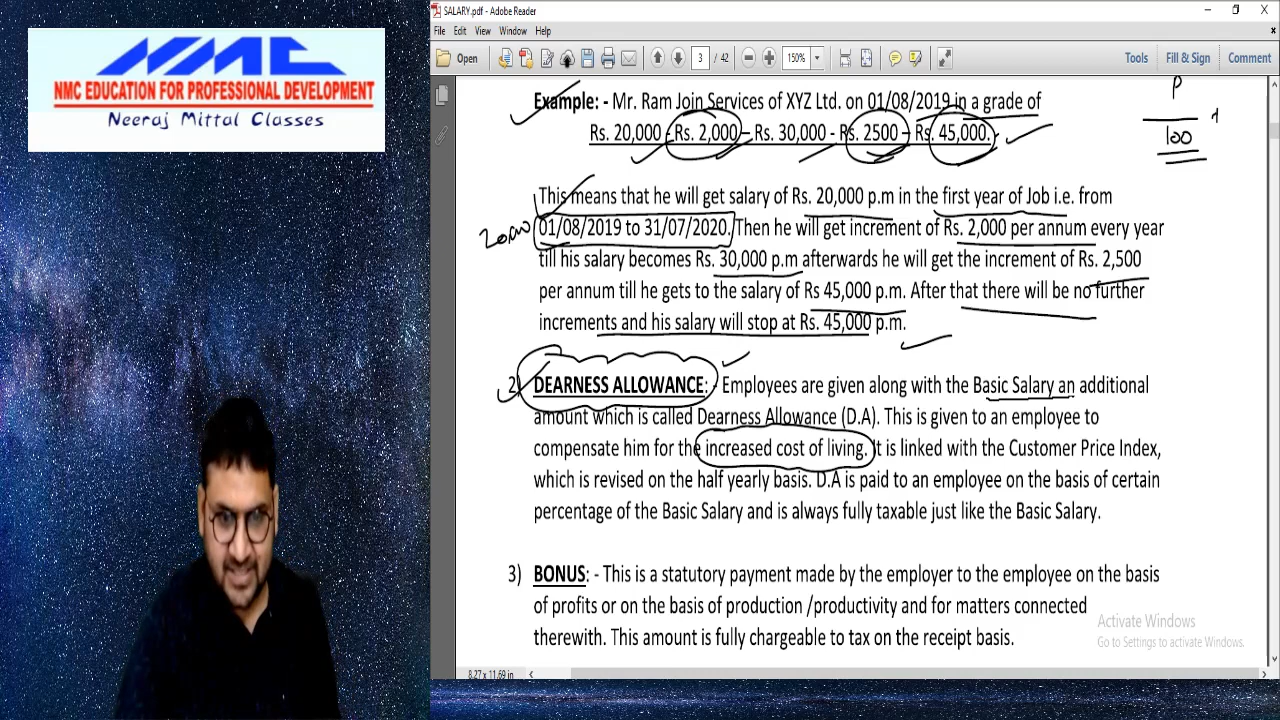 SALARY.pdf - Adobe Reader
File Edit View Window Help
Open 3 / 42 150% Tools Fill & Sign Comment
NMC
NMC EDUCATION FOR PROFESSIONAL DEVELOPMENT
Neeraj Mittal Classes
P
100
Example: - Mr. Ram Join Services of XYZ Ltd. on 01/08/2019 in a grade of
Rs. 20,000 - Rs. 2,000 – Rs. 30,000 - Rs. 2500 – Rs. 45,000.
This means that he will get salary of Rs. 20,000 p.m in the first year of Job i.e. from
01/08/2019 to 31/07/2020. Then he will get increment of Rs. 2,000 per annum every year
till his salary becomes Rs. 30,000 p.m afterwards he will get the increment of Rs. 2,500
per annum till he gets to the salary of Rs 45,000 p.m. After that there will be no further
increments and his salary will stop at Rs. 45,000 p.m.
2) DEARNESS ALLOWANCE: - Employees are given along with the Basic Salary an additional
amount which is called Dearness Allowance (D.A). This is given to an employee to
compensate him for the increased cost of living. It is linked with the Customer Price Index,
which is revised on the half yearly basis. D.A is paid to an employee on the basis of certain
percentage of the Basic Salary and is always fully taxable just like the Basic Salary.
3) BONUS: - This is a statutory payment made by the employer to the employee on the basis
of profits or on the basis of production /productivity and for matters connected
therewith. This amount is fully chargeable to tax on the receipt basis.
Activate Windows
Go to Settings to activate Windows.
8.27 x 11.69 in